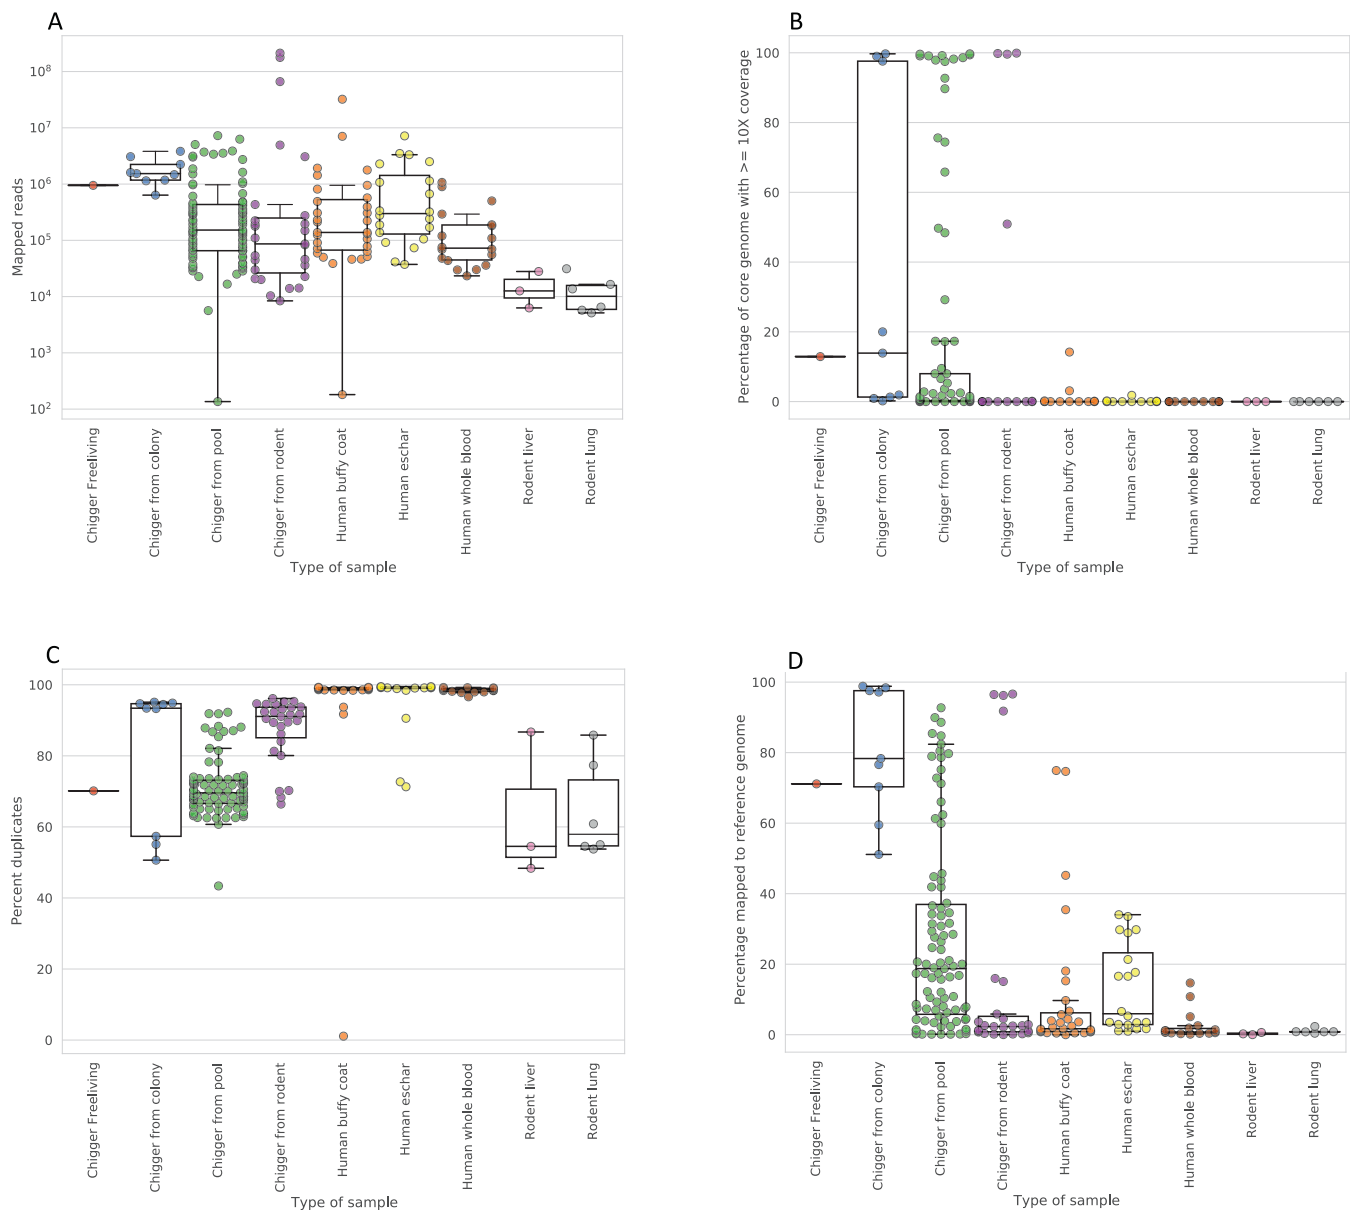 A
Mapped reads
10^8
10^7
10^6
10^5
10^4
10^3
10^2
Chigger Freeliving
Chigger from colony
Chigger from pool
Chigger from rodent
Human buffy coat
Human eschar
Human whole blood
Rodent liver
Rodent lung
Type of sample
B
Percentage of core genome with >= 10X coverage
100
80
60
40
20
0
Chigger Freeliving
Chigger from colony
Chigger from pool
Chigger from rodent
Human buffy coat
Human eschar
Human whole blood
Rodent liver
Rodent lung
Type of sample
C
Percent duplicates
100
80
60
40
20
0
Chigger Freeliving
Chigger from colony
Chigger from pool
Chigger from rodent
Human buffy coat
Human eschar
Human whole blood
Rodent liver
Rodent lung
Type of sample
D
Percentage mapped to reference genome
100
80
60
40
20
0
Chigger Freeliving
Chigger from colony
Chigger from pool
Chigger from rodent
Human buffy coat
Human eschar
Human whole blood
Rodent liver
Rodent lung
Type of sample